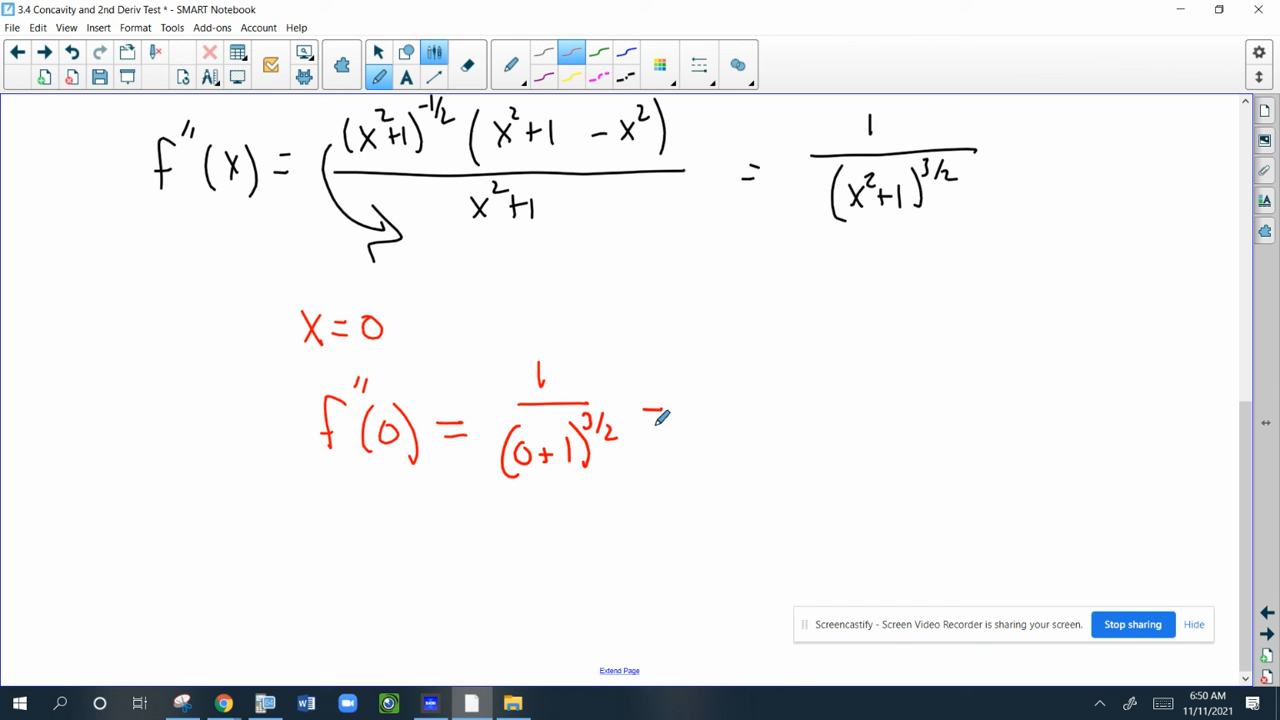 3.4 Concavity and 2nd Deriv Test * - SMART Notebook
File Edit View Insert Format Tools Add-ons Account Help
f''(x) = (x²+1)^-1/2 (x²+1 - x²) / x²+1 = 1 / (x²+1)^3/2
x = 0
f''(0) = 1 / (0+1)^3/2 -
Screencastify - Screen Video Recorder is sharing your screen. Stop sharing Hide
Extend Page
6:50 AM
11/11/2021